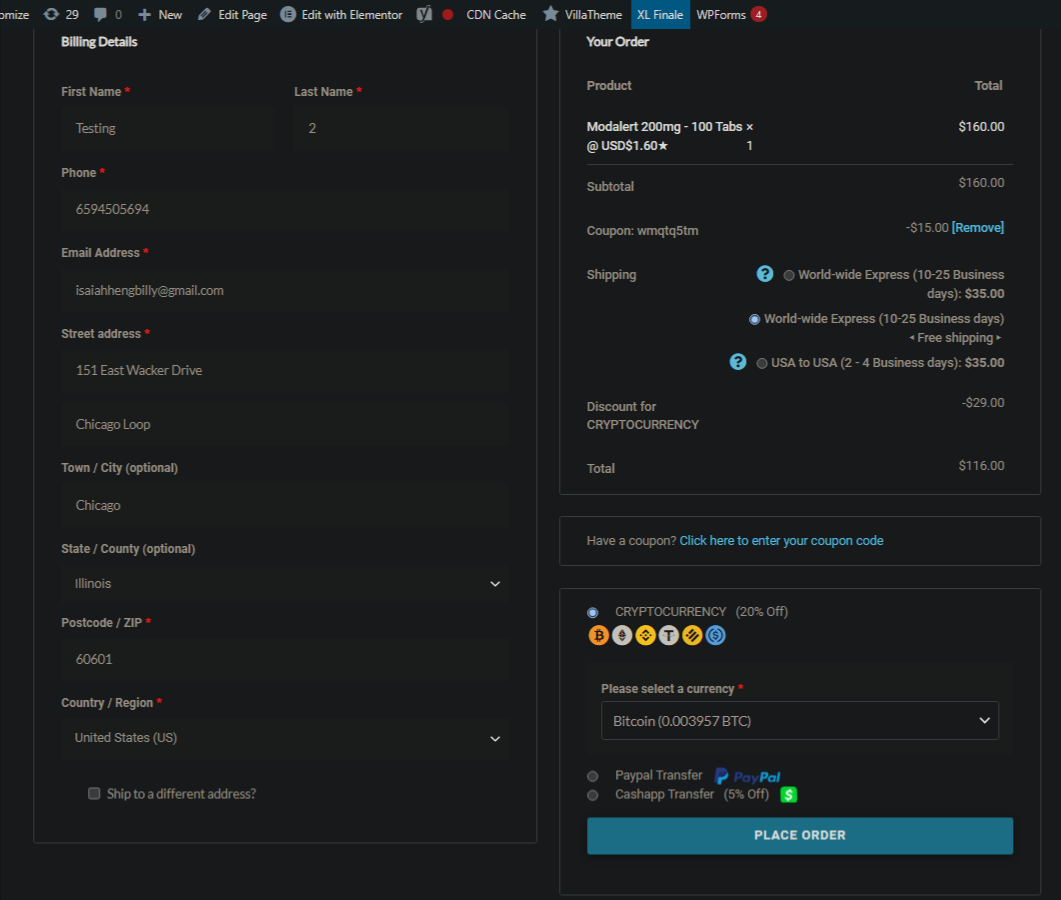 omize 29 0 New Edit Page Edit with Elementor CDN Cache VillaTheme XL Finale WPForms 4
Billing Details
First Name *
Last Name *
Testing
2
Phone *
6594505694
Email Address *
isaiahhengbilly@gmail.com
Street address *
151 East Wacker Drive
Chicago Loop
Town / City (optional)
Chicago
State / County (optional)
Illinois
Postcode / ZIP *
60601
Country / Region *
United States (US)
Ship to a different address?
Your Order
Product Total
Modalert 200mg - 100 Tabs × $160.00
@ USD$1.60★ 1
Subtotal $160.00
Coupon: wmqtq5tm -$15.00 [Remove]
Shipping ? World-wide Express (10-25 Business
days): $35.00
World-wide Express (10-25 Business days)
◂ Free shipping ▸
? USA to USA (2 - 4 Business days): $35.00
Discount for -$29.00
CRYPTOCURRENCY
Total $116.00
Have a coupon? Click here to enter your coupon code
CRYPTOCURRENCY (20% Off)
Please select a currency *
Bitcoin (0.003957 BTC)
Paypal Transfer PayPal
Cashapp Transfer (5% Off) $
PLACE ORDER